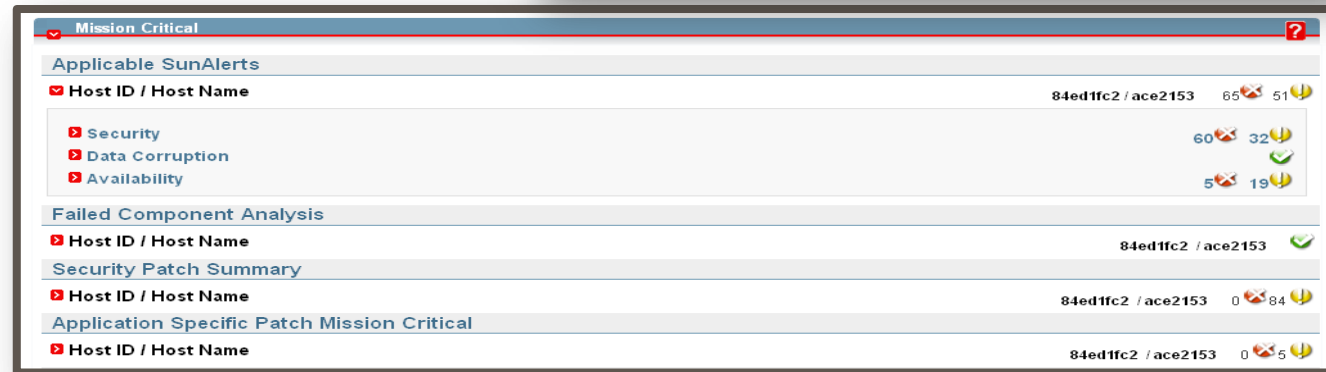 Mission Critical ?
Applicable SunAlerts
Host ID / Host Name 84ed1fc2 / ace2153 65 51
Security 60 32
Data Corruption
Availability 5 19
Failed Component Analysis
Host ID / Host Name 84ed1fc2 / ace2153
Security Patch Summary
Host ID / Host Name 84ed1fc2 / ace2153 0 84
Application Specific Patch Mission Critical
Host ID / Host Name 84ed1fc2 / ace2153 0 5